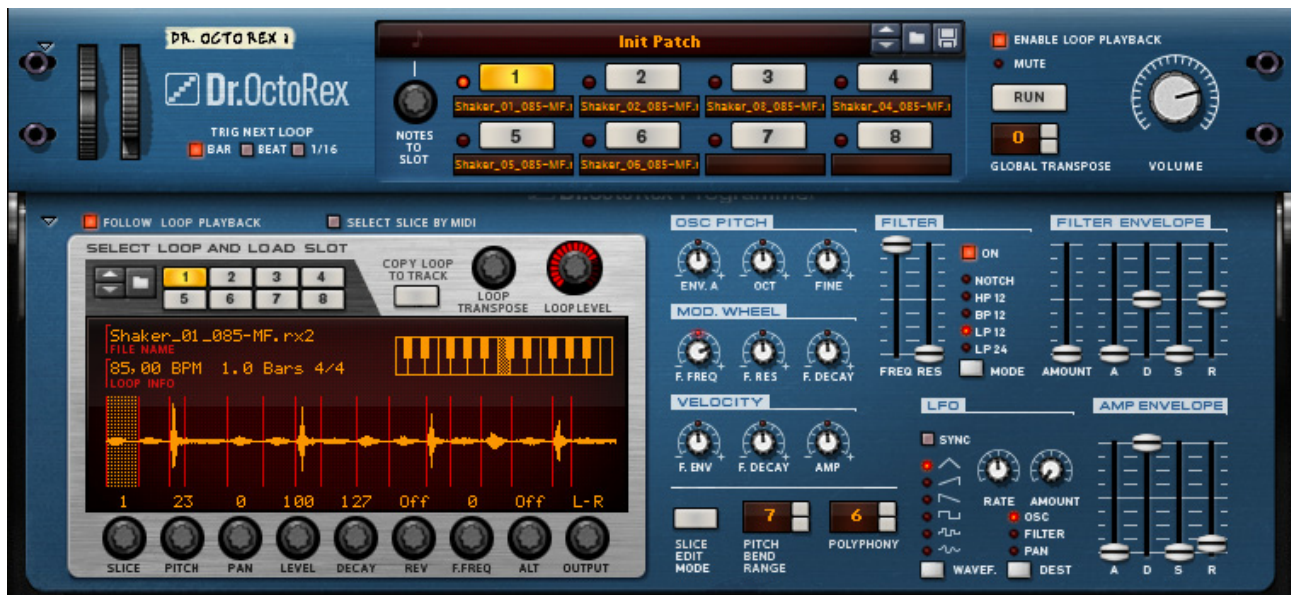 DR. OCTO REX 1
Dr.OctoRex
TRIG NEXT LOOP
BAR BEAT 1/16
Init Patch
NOTES TO SLOT
1 2 3 4
Shaker_01_085-MF.r Shaker_02_085-MF.r Shaker_03_085-MF.r Shaker_04_085-MF.r
5 6 7 8
Shaker_05_085-MF.r Shaker_06_085-MF.r
ENABLE LOOP PLAYBACK
MUTE
RUN
0
GLOBAL TRANSPOSE
VOLUME
Dr.OctoRex Programmer
FOLLOW LOOP PLAYBACK
SELECT SLICE BY MIDI
SELECT LOOP AND LOAD SLOT
1 2 3 4
5 6 7 8
COPY LOOP
TO TRACK
LOOP
TRANSPOSE
LOOP LEVEL
Shaker_01_085-MF.rx2
FILE NAME
85,00 BPM 1.0 Bars 4/4
LOOP INFO
1 23 0 100 127 Off 0 Off L-R
SLICE PITCH PAN LEVEL DECAY REV F.FREQ ALT OUTPUT
OSC PITCH
ENV. A OCT FINE
MOD. WHEEL
F. FREQ F. RES F. DECAY
VELOCITY
F. ENV F. DECAY AMP
SLICE
EDIT
MODE
7
PITCH
BEND
RANGE
6
POLYPHONY
FILTER
ON
NOTCH
HP 12
BP 12
LP 12
LP 24
FREQ RES MODE
FILTER ENVELOPE
AMOUNT A D S R
LFO
SYNC
RATE AMOUNT
OSC
FILTER
PAN
WAVEF. DEST
AMP ENVELOPE
A D S R